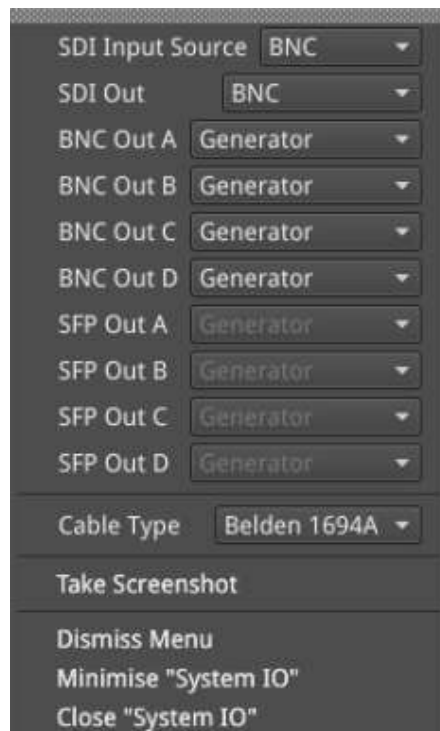 SDI Input Source BNC
SDI Out BNC
BNC Out A Generator
BNC Out B Generator
BNC Out C Generator
BNC Out D Generator
SFP Out A Generator
SFP Out B Generator
SFP Out C Generator
SFP Out D Generator
Cable Type Belden 1694A
Take Screenshot
Dismiss Menu
Minimise "System IO"
Close "System IO"